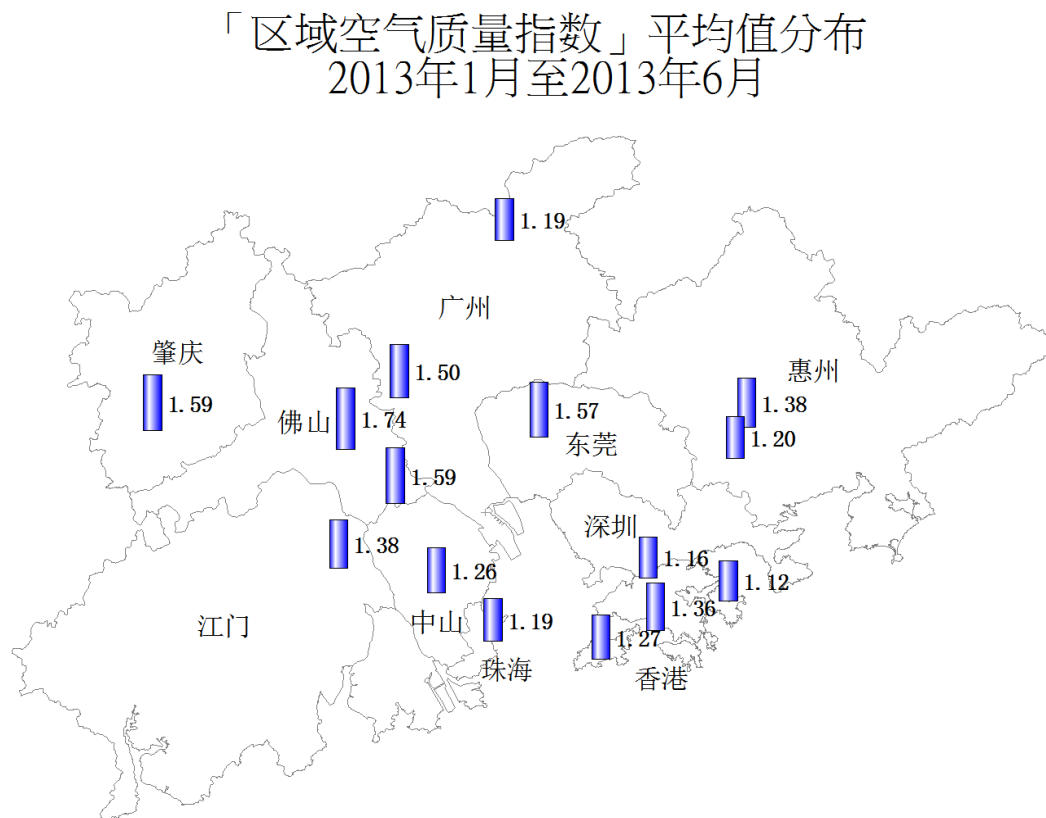 「区域空气质量指数」平均值分布
2013年1月至2013年6月
1.19
广州
肇庆
1.50
惠州
1.59
1.38
佛山
1.74
1.57
1.20
东莞
1.59
深圳
1.38
1.16
1.26
1.12
1.36
江门
中山
1.19
1.27
珠海
香港